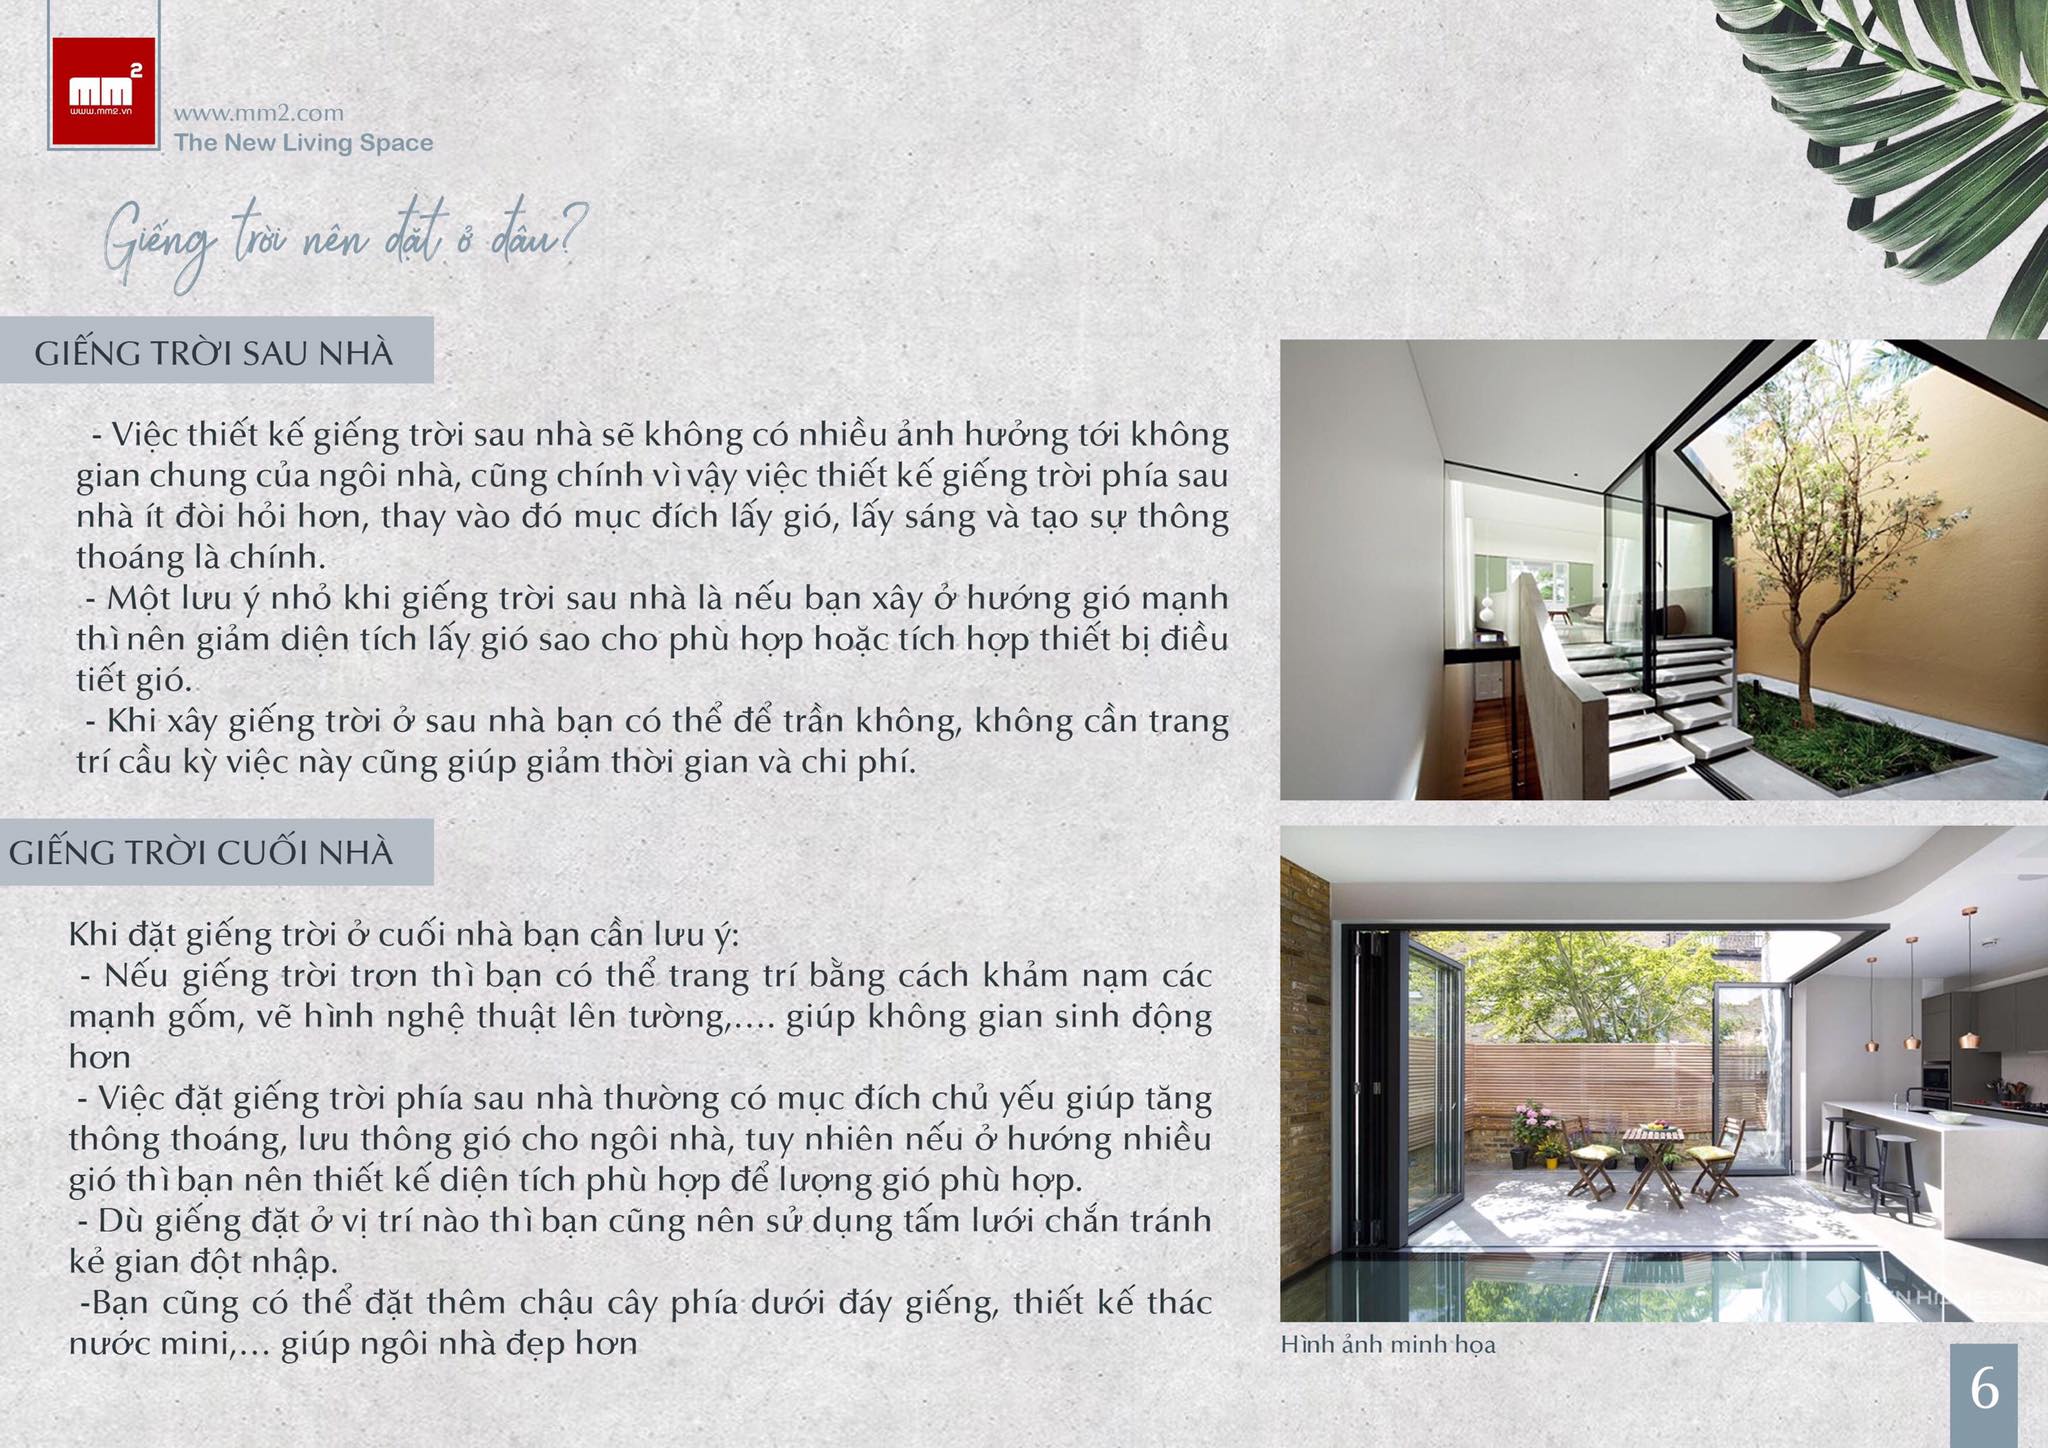 mm2
www.mm2.vn
www.mm2.com
The New Living Space
Giếng trời nên đặt ở đâu?
GIẾNG TRỜI SAU NHÀ
- Việc thiết kế giếng trời sau nhà sẽ không có nhiều ảnh hưởng tới không
gian chung của ngôi nhà, cũng chính vì vậy việc thiết kế giếng trời phía sau
nhà ít đòi hỏi hơn, thay vào đó mục đích lấy gió, lấy sáng và tạo sự thông
thoáng là chính.
- Một lưu ý nhỏ khi giếng trời sau nhà là nếu bạn xây ở hướng gió mạnh
thì nên giảm diện tích lấy gió sao cho phù hợp hoặc tích hợp thiết bị điều
tiết gió.
- Khi xây giếng trời ở sau nhà bạn có thể để trần không, không cần trang
trí cầu kỳ việc này cũng giúp giảm thời gian và chi phí.
GIẾNG TRỜI CUỐI NHÀ
Khi đặt giếng trời ở cuối nhà bạn cần lưu ý:
- Nếu giếng trời trơn thì bạn có thể trang trí bằng cách khảm nạm các
mạnh gốm, vẽ hình nghệ thuật lên tường,.... giúp không gian sinh động
hơn
- Việc đặt giếng trời phía sau nhà thường có mục đích chủ yếu giúp tăng
thông thoáng, lưu thông gió cho ngôi nhà, tuy nhiên nếu ở hướng nhiều
gió thì bạn nên thiết kế diện tích phù hợp để lượng gió phù hợp.
- Dù giếng đặt ở vị trí nào thì bạn cũng nên sử dụng tấm lưới chắn tránh
kẻ gian đột nhập.
-Bạn cũng có thể đặt thêm chậu cây phía dưới đáy giếng, thiết kế thác
nước mini,... giúp ngôi nhà đẹp hơn
Hình ảnh minh họa
6